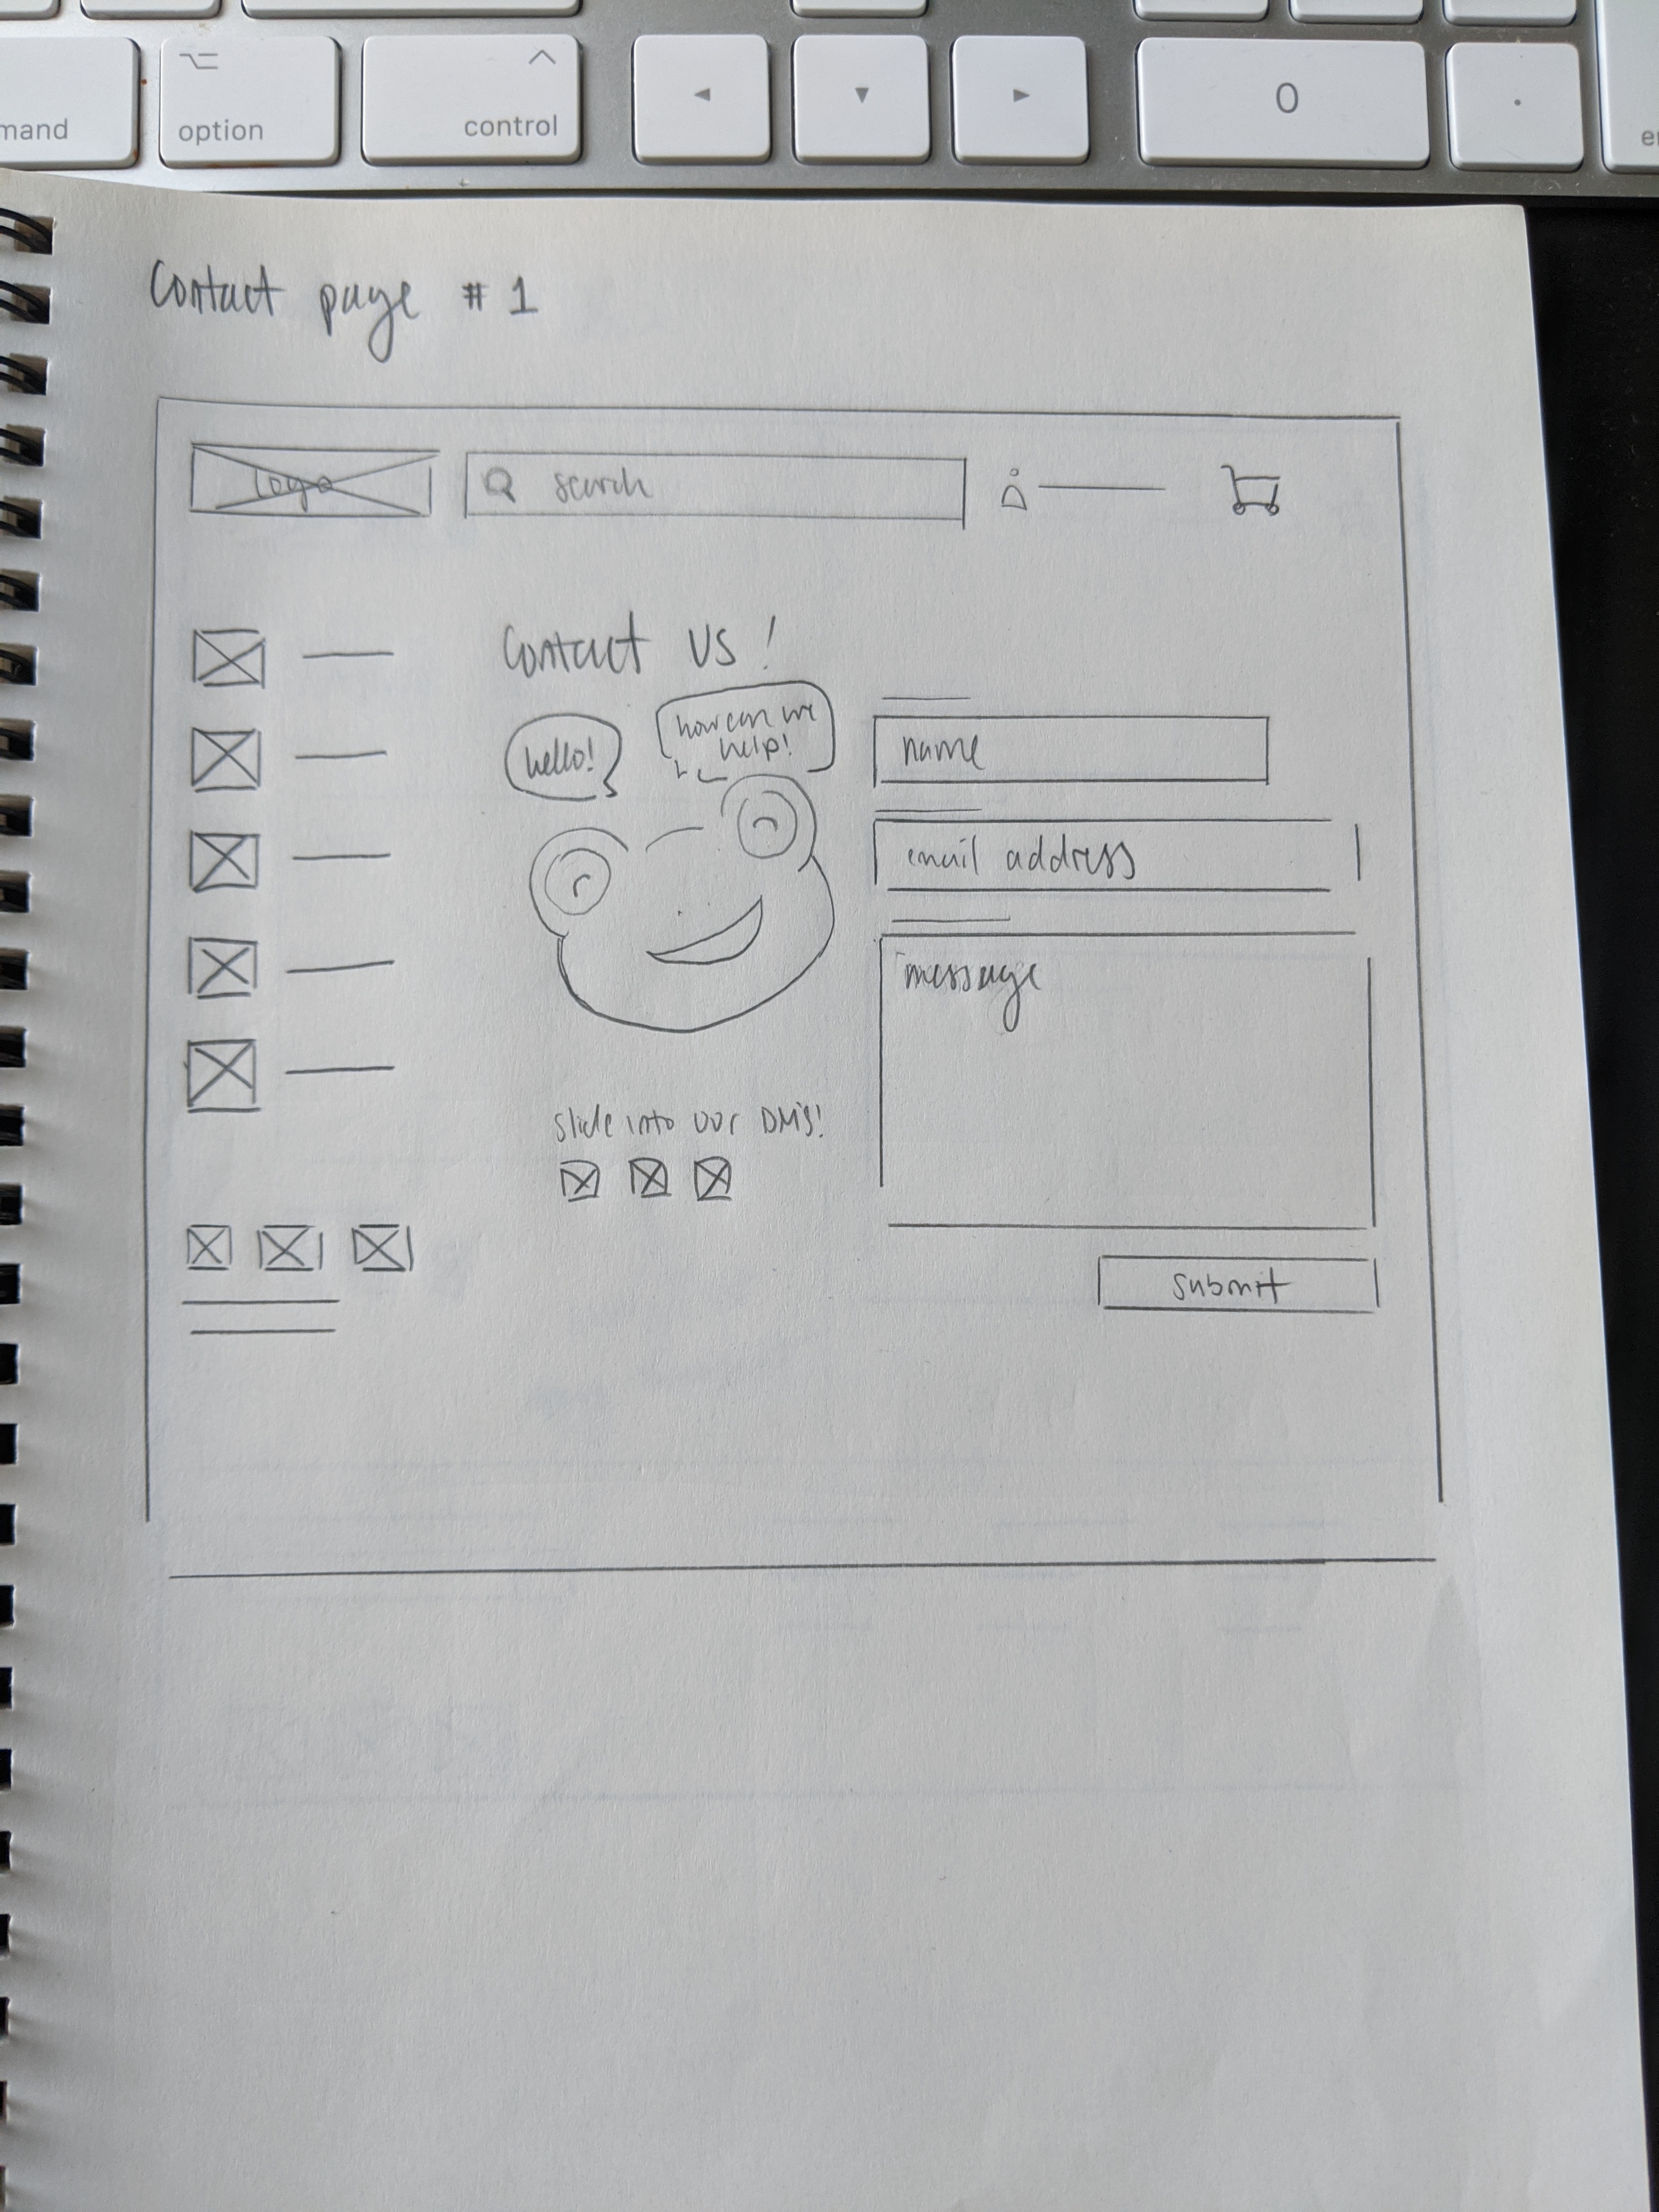 mand
option
control
0
.
Contact page # 1
logo
search
Contact us!
hello!
how can we
help!
name
email address
message
slide into our DM's!
submit